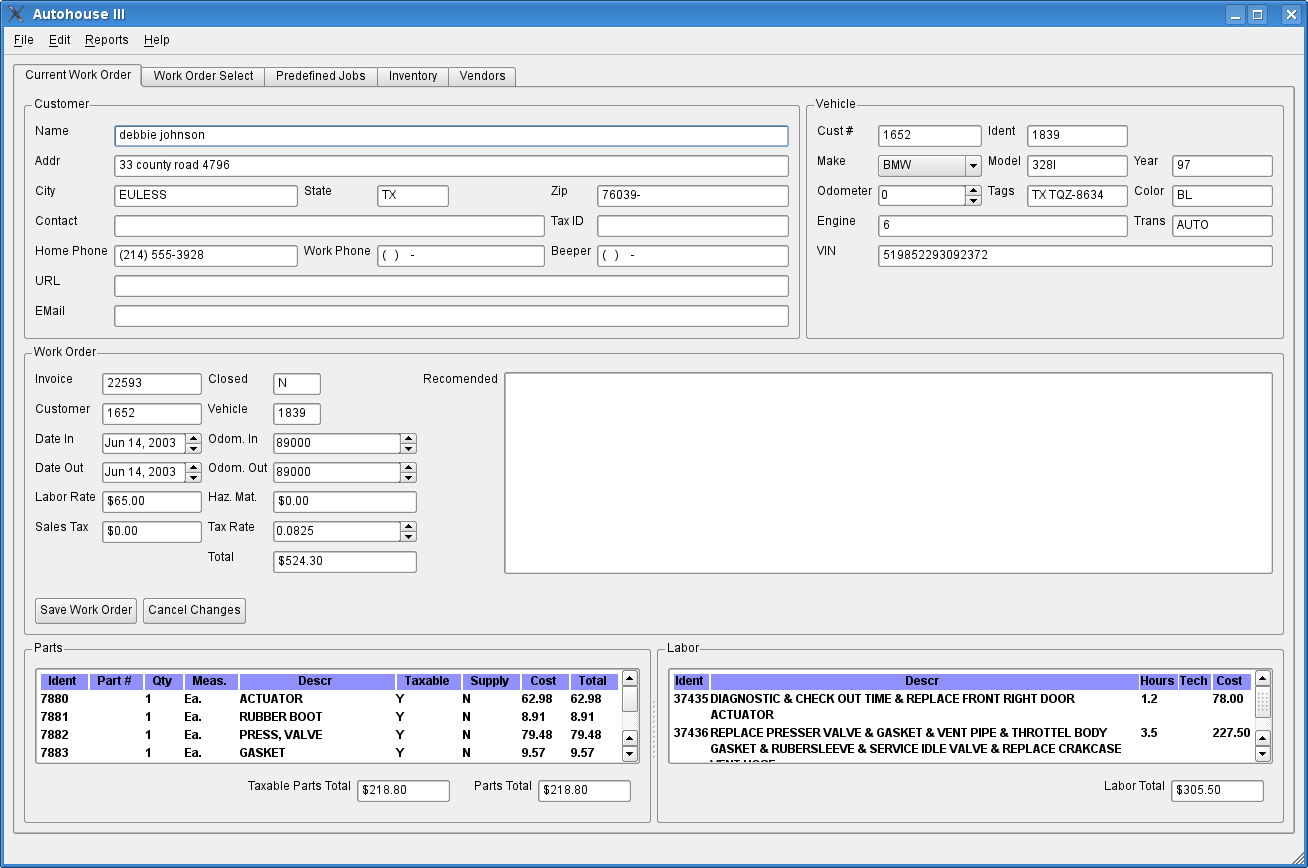 Autohouse III
File Edit Reports Help
Current Work Order Work Order Select Predefined Jobs Inventory Vendors
Customer
Name debbie johnson
Addr 33 county road 4796
City EULESS State TX Zip 76039-
Contact Tax ID
Home Phone (214) 555-3928 Work Phone ( ) - Beeper ( ) -
URL
EMail
Vehicle
Cust # 1652 Ident 1839
Make BMW Model 328I Year 97
Odometer 0 Tags TX TQZ-8634 Color BL
Engine 6 Trans AUTO
VIN 519852293092372
Work Order
Invoice 22593 Closed N Recomended
Customer 1652 Vehicle 1839
Date In Jun 14, 2003 Odom. In 89000
Date Out Jun 14, 2003 Odom. Out 89000
Labor Rate $65.00 Haz. Mat. $0.00
Sales Tax $0.00 Tax Rate 0.0825
Total $524.30
Save Work Order Cancel Changes
Parts
Ident Part # Qty Meas. Descr Taxable Supply Cost Total
7880 1 Ea. ACTUATOR Y N 62.98 62.98
7881 1 Ea. RUBBER BOOT Y N 8.91 8.91
7882 1 Ea. PRESS, VALVE Y N 79.48 79.48
7883 1 Ea. GASKET Y N 9.57 9.57
Taxable Parts Total $218.80 Parts Total $218.80
Labor
Ident Descr Hours Tech Cost
37435 DIAGNOSTIC & CHECK OUT TIME & REPLACE FRONT RIGHT DOOR 1.2 78.00
ACTUATOR
37436 REPLACE PRESSER VALVE & GASKET & VENT PIPE & THROTTEL BODY 3.5 227.50
GASKET & RUBERSLEEVE & SERVICE IDLE VALVE & REPLACE CRAKCASE
VENT HOSE
Labor Total $305.50